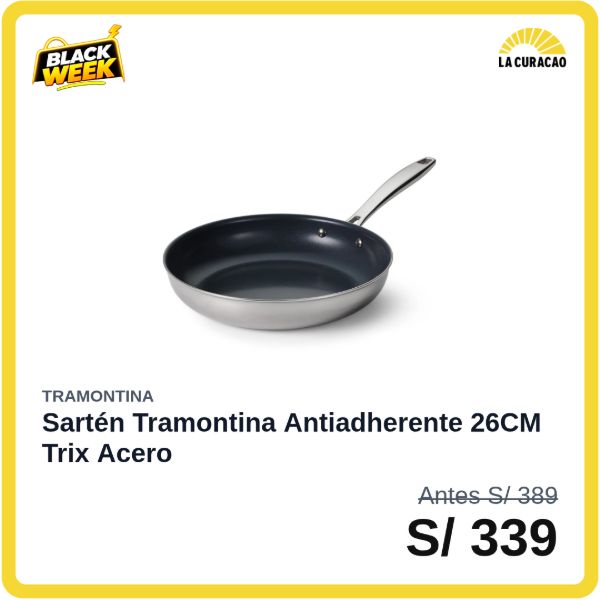 BLACK
WEEK
LA CURACAO
TRAMONTINA
Sartén Tramontina Antiadherente 26CM
Trix Acero
Antes S/ 389
S/ 339